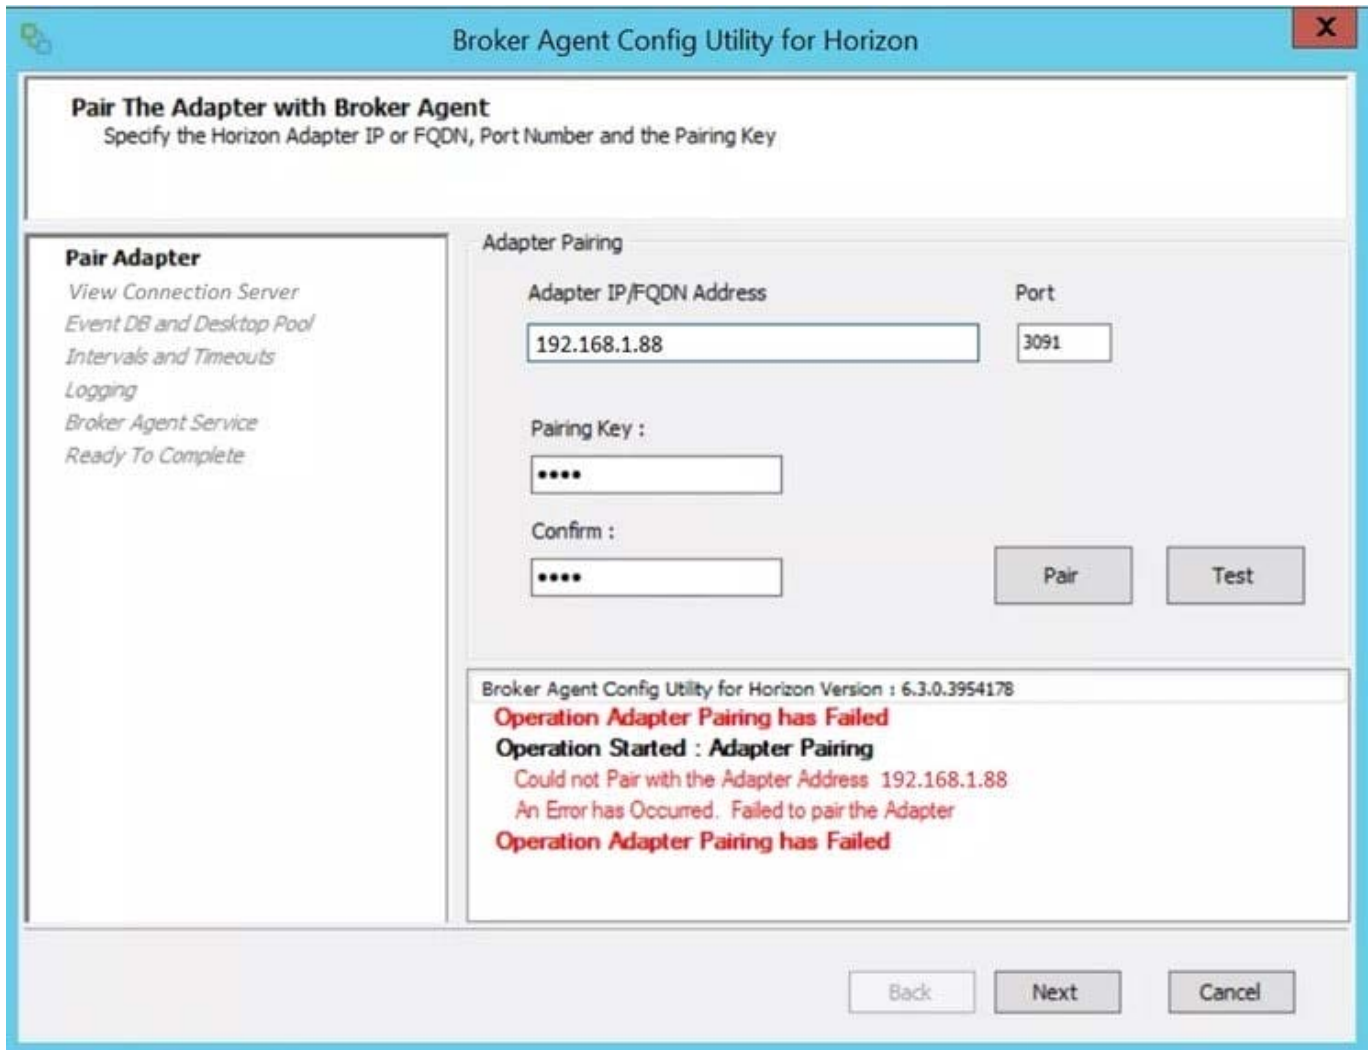 Broker Agent Config Utility for Horizon
X
Pair The Adapter with Broker Agent
Specify the Horizon Adapter IP or FQDN, Port Number and the Pairing Key
Pair Adapter
View Connection Server
Event DB and Desktop Pool
Intervals and Timeouts
Logging
Broker Agent Service
Ready To Complete
Adapter Pairing
Adapter IP/FQDN Address
Port
192.168.1.88
3091
Pairing Key :
••••
Confirm :
••••
Pair
Test
Broker Agent Config Utility for Horizon Version : 6.3.0.3954178
Operation Adapter Pairing has Failed
Operation Started : Adapter Pairing
Could not Pair with the Adapter Address 192.168.1.88
An Error has Occurred. Failed to pair the Adapter
Operation Adapter Pairing has Failed
Back
Next
Cancel